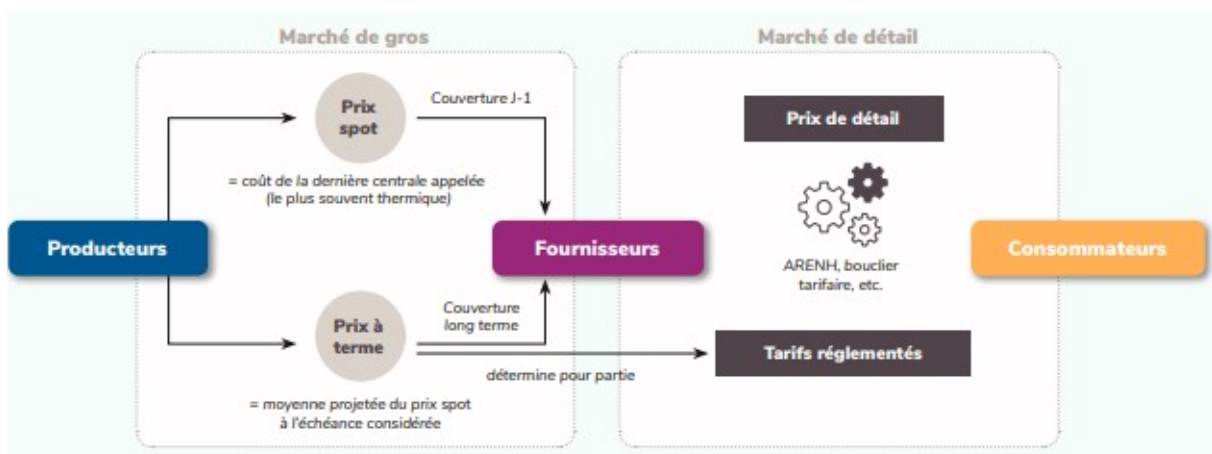 Marché de gros
Marché de détail
Prix
spot
Couverture J-1
= coût de la dernière centrale appelée
(le plus souvent thermique)
Prix de détail
Producteurs
Fournisseurs
Consommateurs
ARENH, bouclier
tarifaire, etc.
Prix à
terme
Couverture
long terme
détermine pour partie
Tarifs réglementés
= moyenne projetée du prix spot
à l'échéance considérée